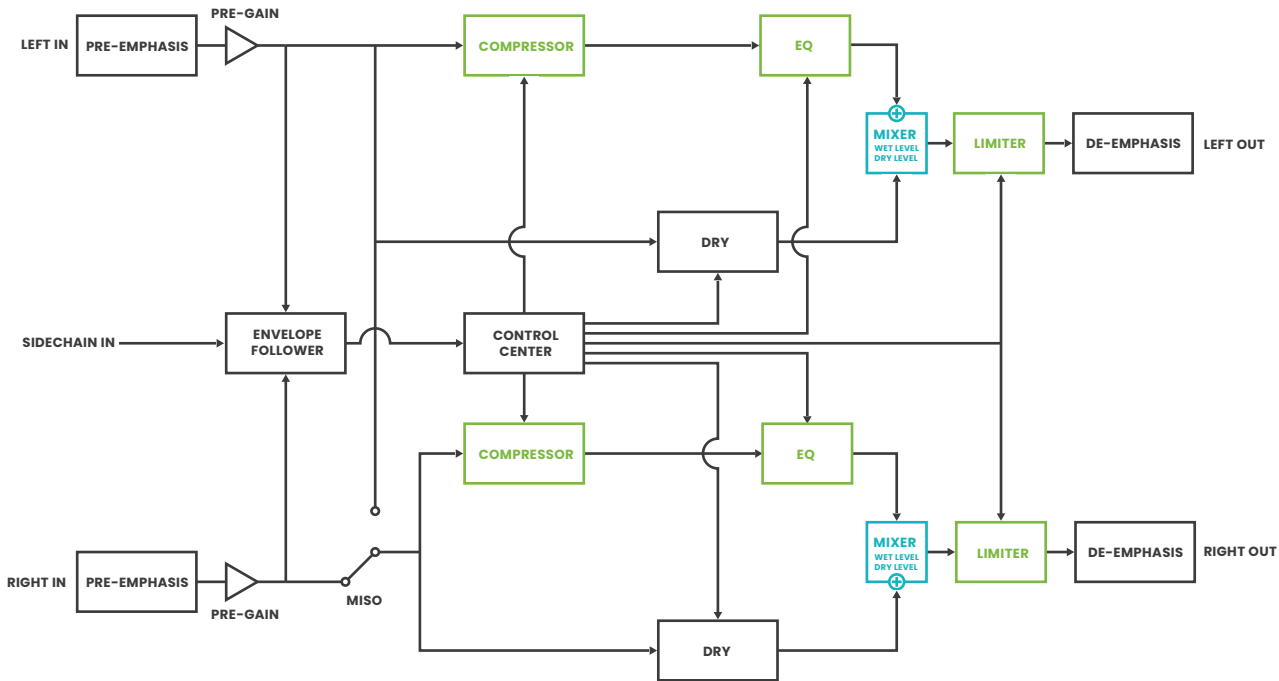 PRE-GAIN
LEFT IN
PRE-EMPHASIS
COMPRESSOR
EQ
MIXER
WET LEVEL
DRY LEVEL
LIMITER
DE-EMPHASIS
LEFT OUT
DRY
SIDECHAIN IN
ENVELOPE
FOLLOWER
CONTROL
CENTER
COMPRESSOR
EQ
MIXER
WET LEVEL
DRY LEVEL
LIMITER
DE-EMPHASIS
RIGHT OUT
RIGHT IN
PRE-EMPHASIS
PRE-GAIN
MISO
DRY